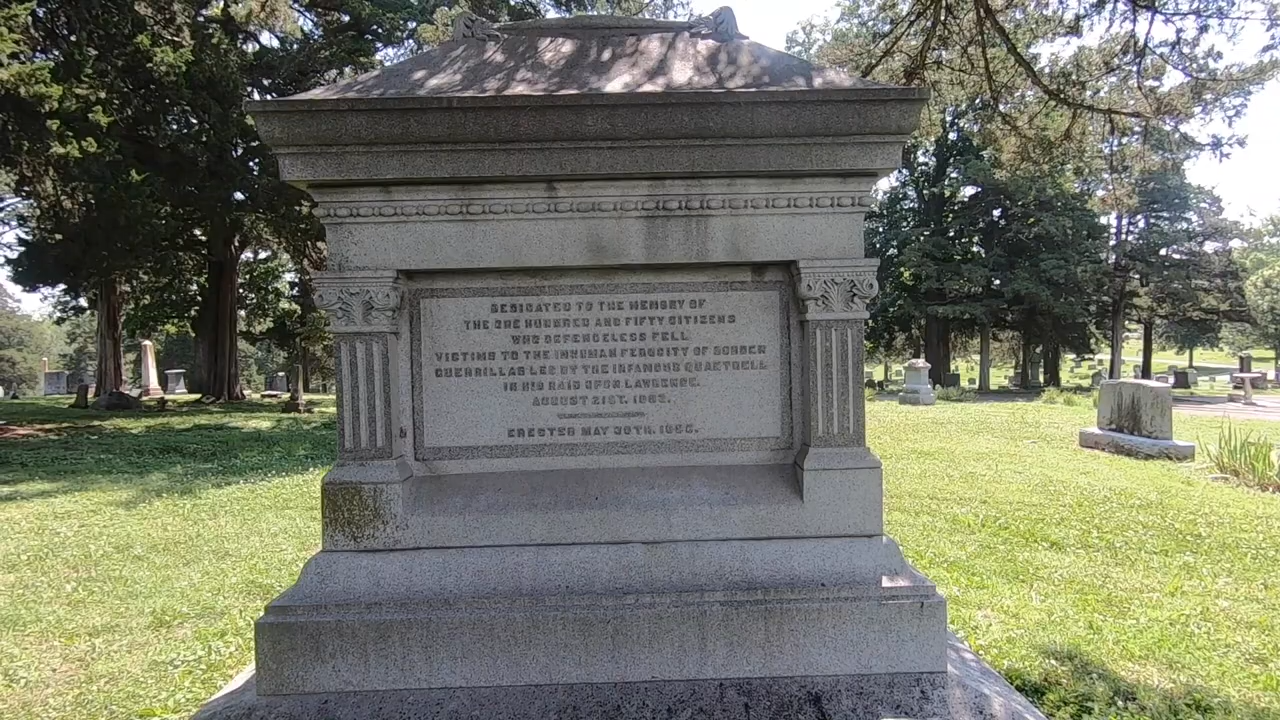 DEDICATED TO THE MEMORY OF
THE ONE HUNDRED AND FIFTY CITIZENS
WHO DEFENCELESS FELL
VICTIMS TO THE INHUMAN FEROCITY OF BORDER
GUERRILLAS LED BY THE INFAMOUS QUANTRELL
IN HIS RAID UPON LAWRENCE.
AUGUST 21ST. 1863.
ERECTED MAY 30TH. 1895.